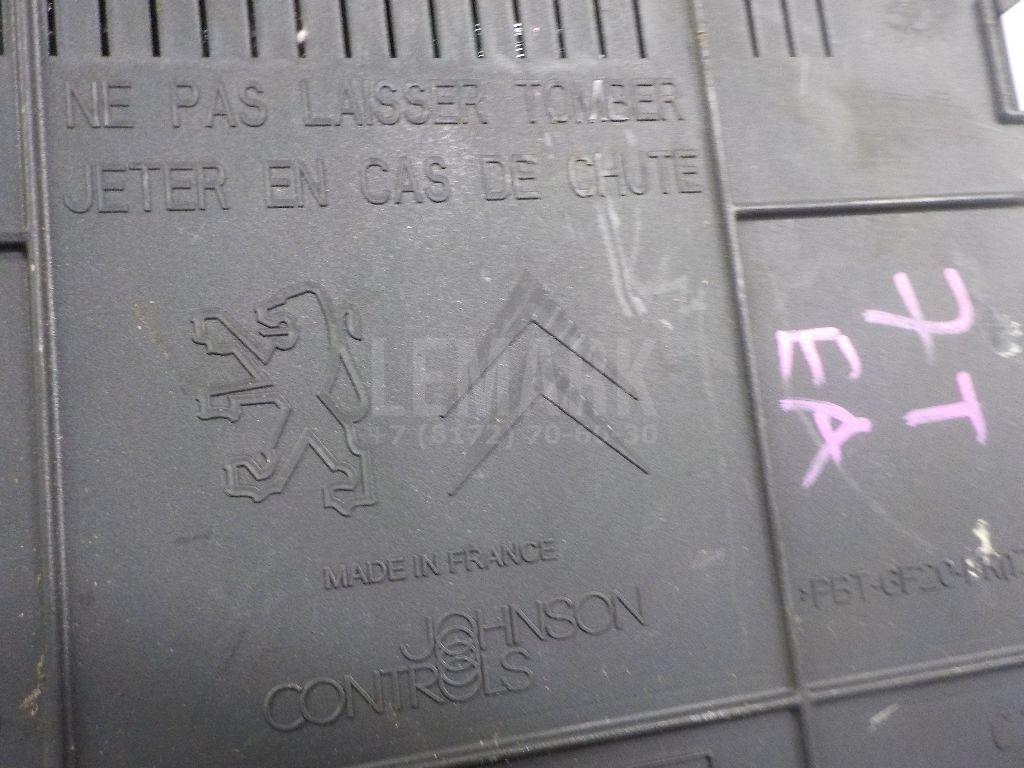 NE PAS LAISSER TOMBER
JETER EN CAS DE CHUTE
LEMARK
MADE IN FRANCE
JOHNSON
CONTROLS
7T
EA